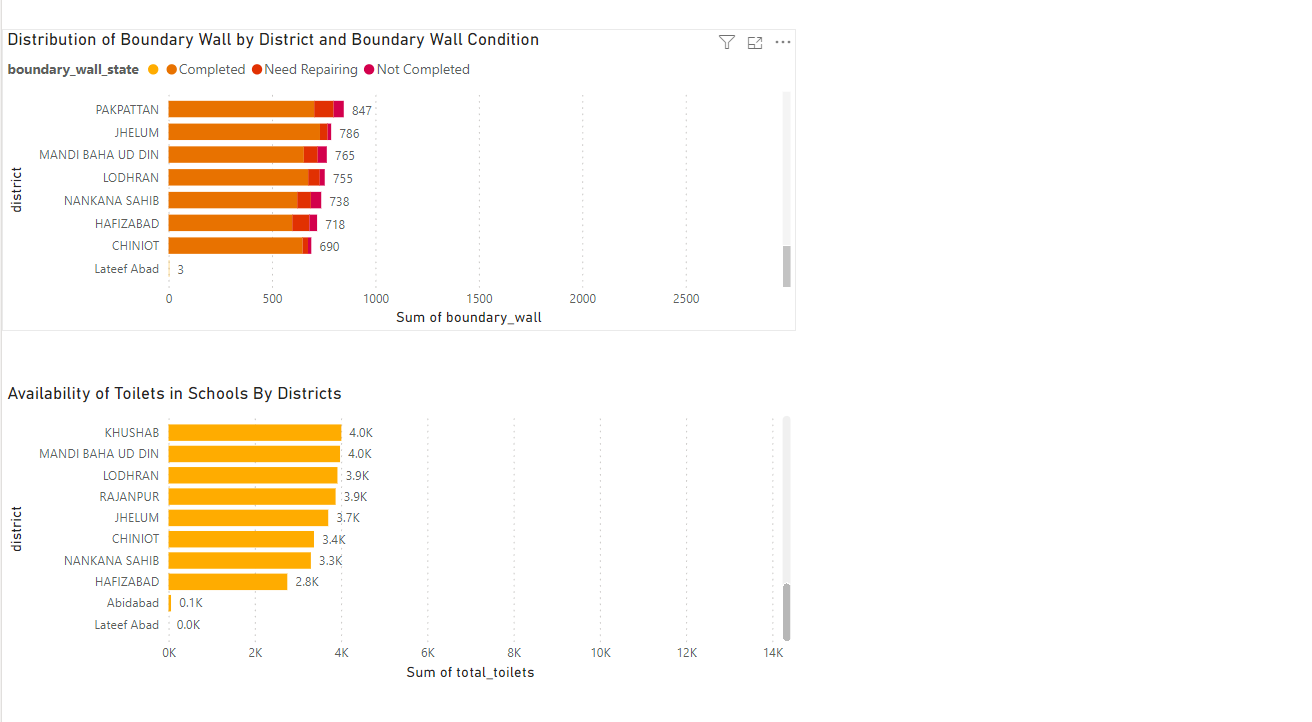 Distribution of Boundary Wall by District and Boundary Wall Condition
boundary_wall_state Completed Need Repairing Not Completed
district
PAKPATTAN 847
JHELUM 786
MANDI BAHA UD DIN 765
LODHRAN 755
NANKANA SAHIB 738
HAFIZABAD 718
CHINIOT 690
Lateef Abad 3
0 500 1000 1500 2000 2500
Sum of boundary_wall
Availability of Toilets in Schools By Districts
district
KHUSHAB 4.0K
MANDI BAHA UD DIN 4.0K
LODHRAN 3.9K
RAJANPUR 3.9K
JHELUM 3.7K
CHINIOT 3.4K
NANKANA SAHIB 3.3K
HAFIZABAD 2.8K
Abidabad 0.1K
Lateef Abad 0.0K
0K 2K 4K 6K 8K 10K 12K 14K
Sum of total_toilets